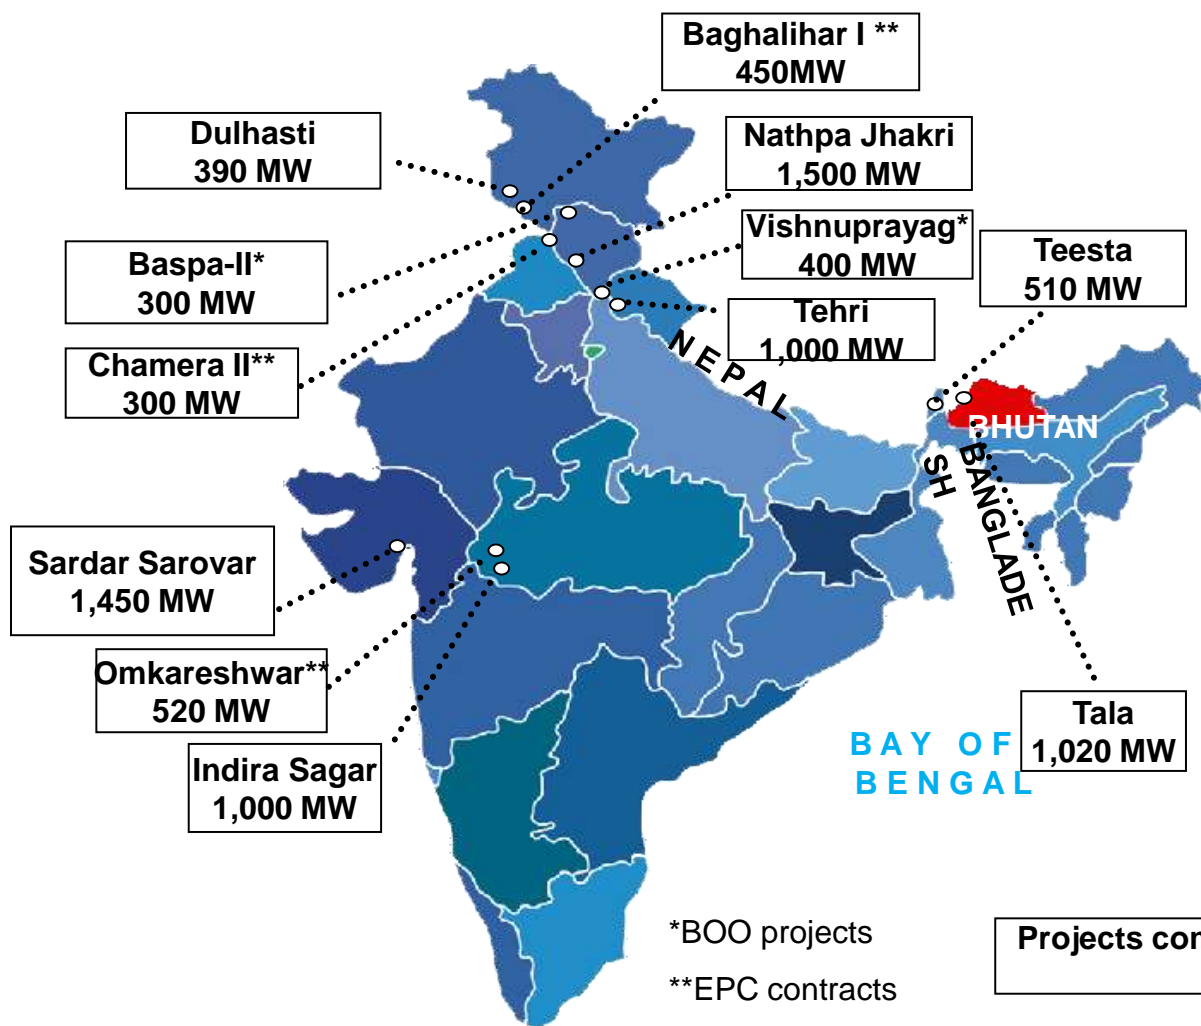 Baghalihar I **
450MW
Dulhasti
390 MW
Nathpa Jhakri
1,500 MW
Vishnuprayag*
400 MW
Teesta
510 MW
Baspa-II*
300 MW
Tehri
1,000 MW
Chamera II**
300 MW
NEPAL
BHUTAN
BANGLADE
SH
Sardar Sarovar
1,450 MW
Omkareshwar**
520 MW
Tala
1,020 MW
Indira Sagar
1,000 MW
BAY OF
BENGAL
*BOO projects
**EPC contracts
Projects